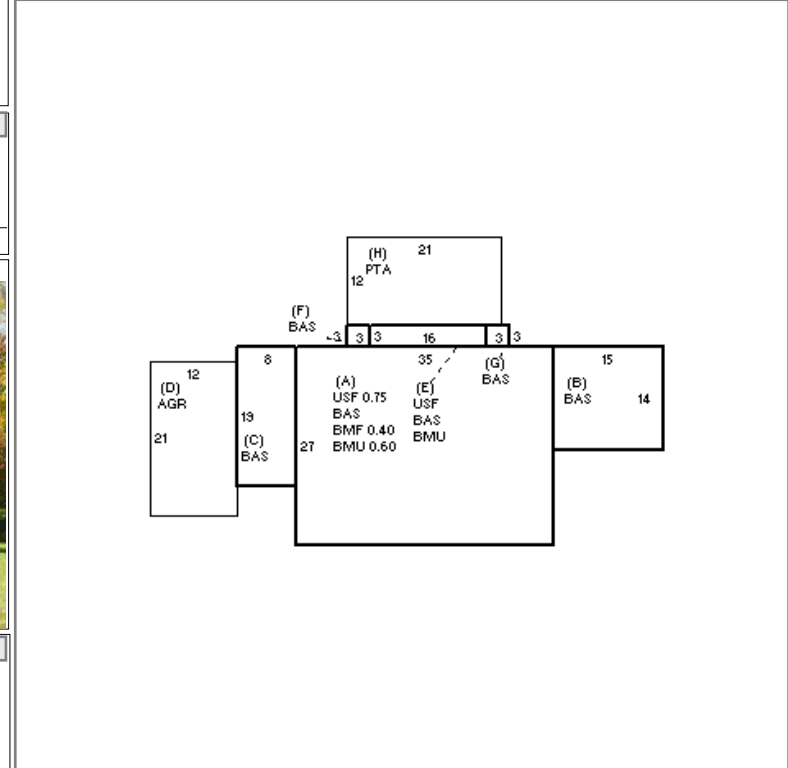 (H)
PTA
21
12
(F)
BAS
3
3
3
16
3
3
8
35
(G)
BAS
15
12
(D)
AGR
21
19
(C)
BAS
27
(A)
USF 0.75
BAS
BMF 0.40
BMU 0.60
(E)
USF
BAS
BMU
(B)
BAS
14